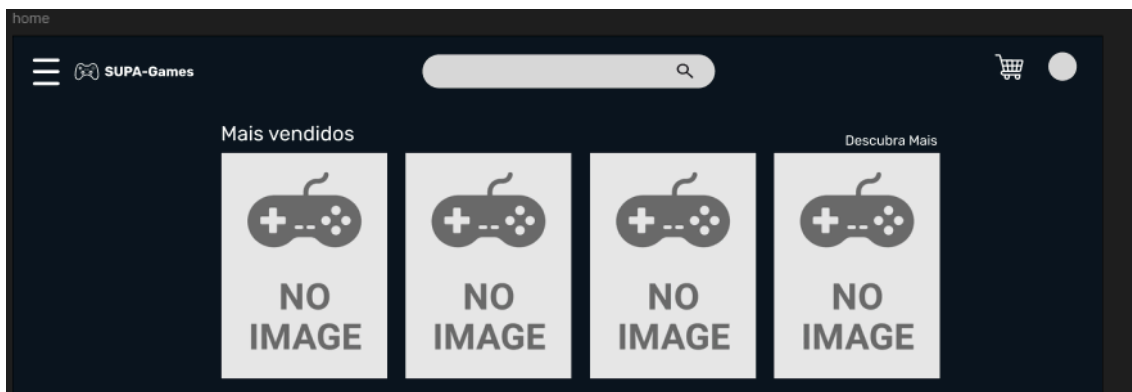 home
SUPA-Games
Mais vendidos
Descubra Mais
NO
IMAGE
NO
IMAGE
NO
IMAGE
NO
IMAGE